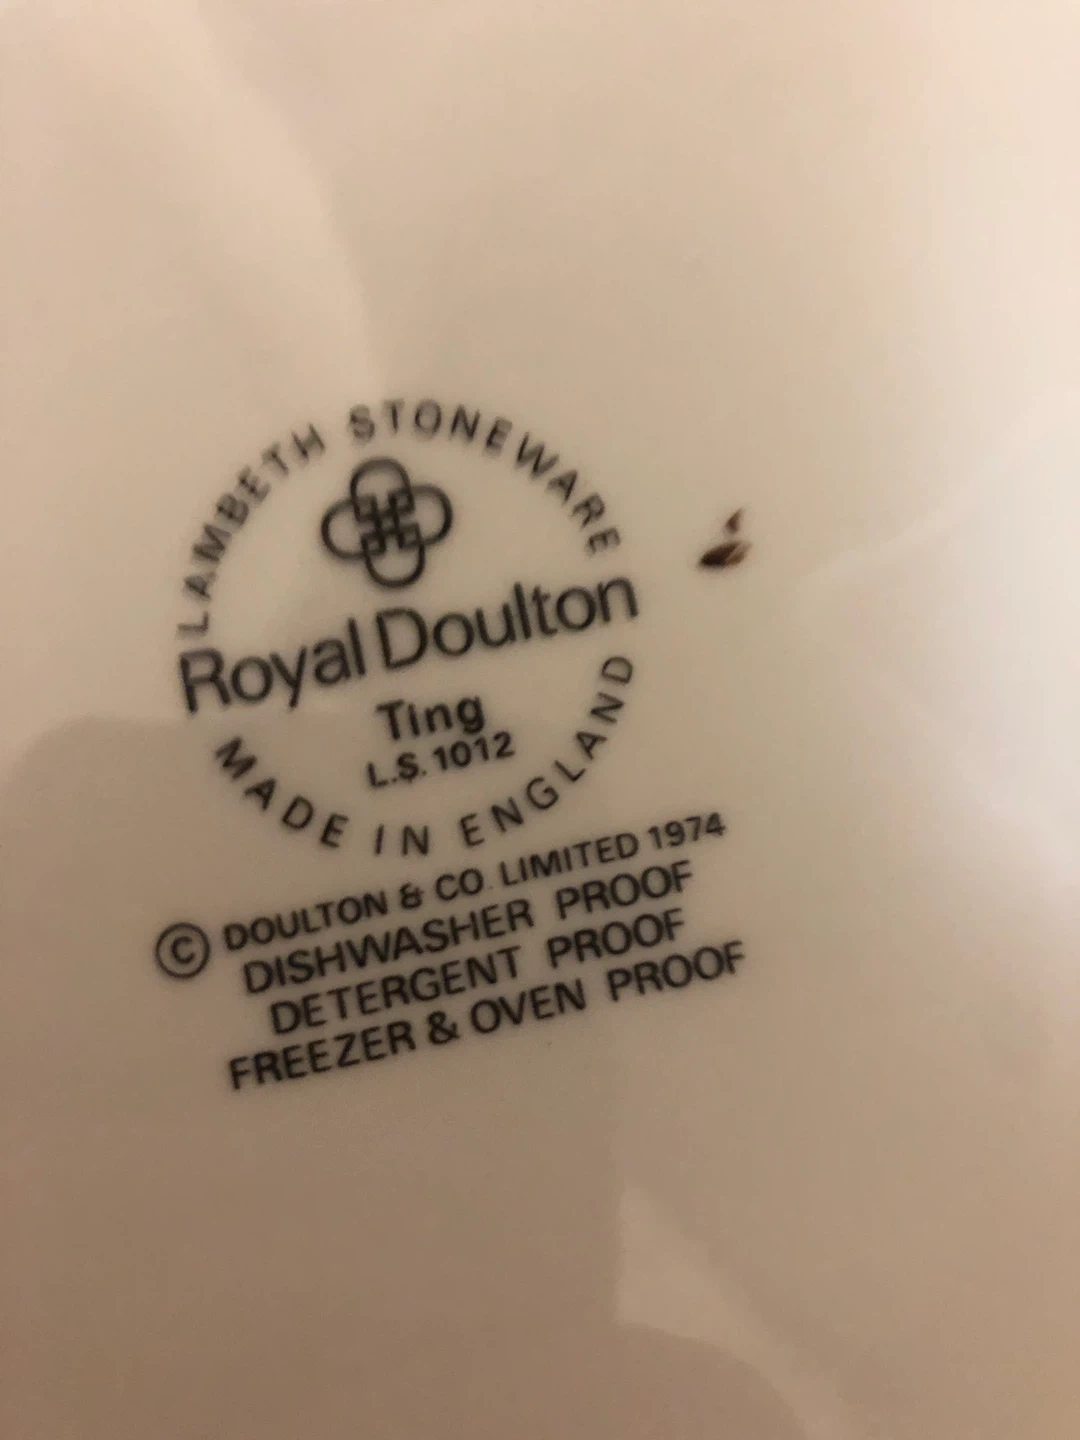 LAMBETH STONEWARE
Royal Doulton
Ting
L.S. 1012
MADE IN ENGLAND
© DOULTON & CO. LIMITED 1974
DISHWASHER PROOF
DETERGENT PROOF
FREEZER & OVEN PROOF